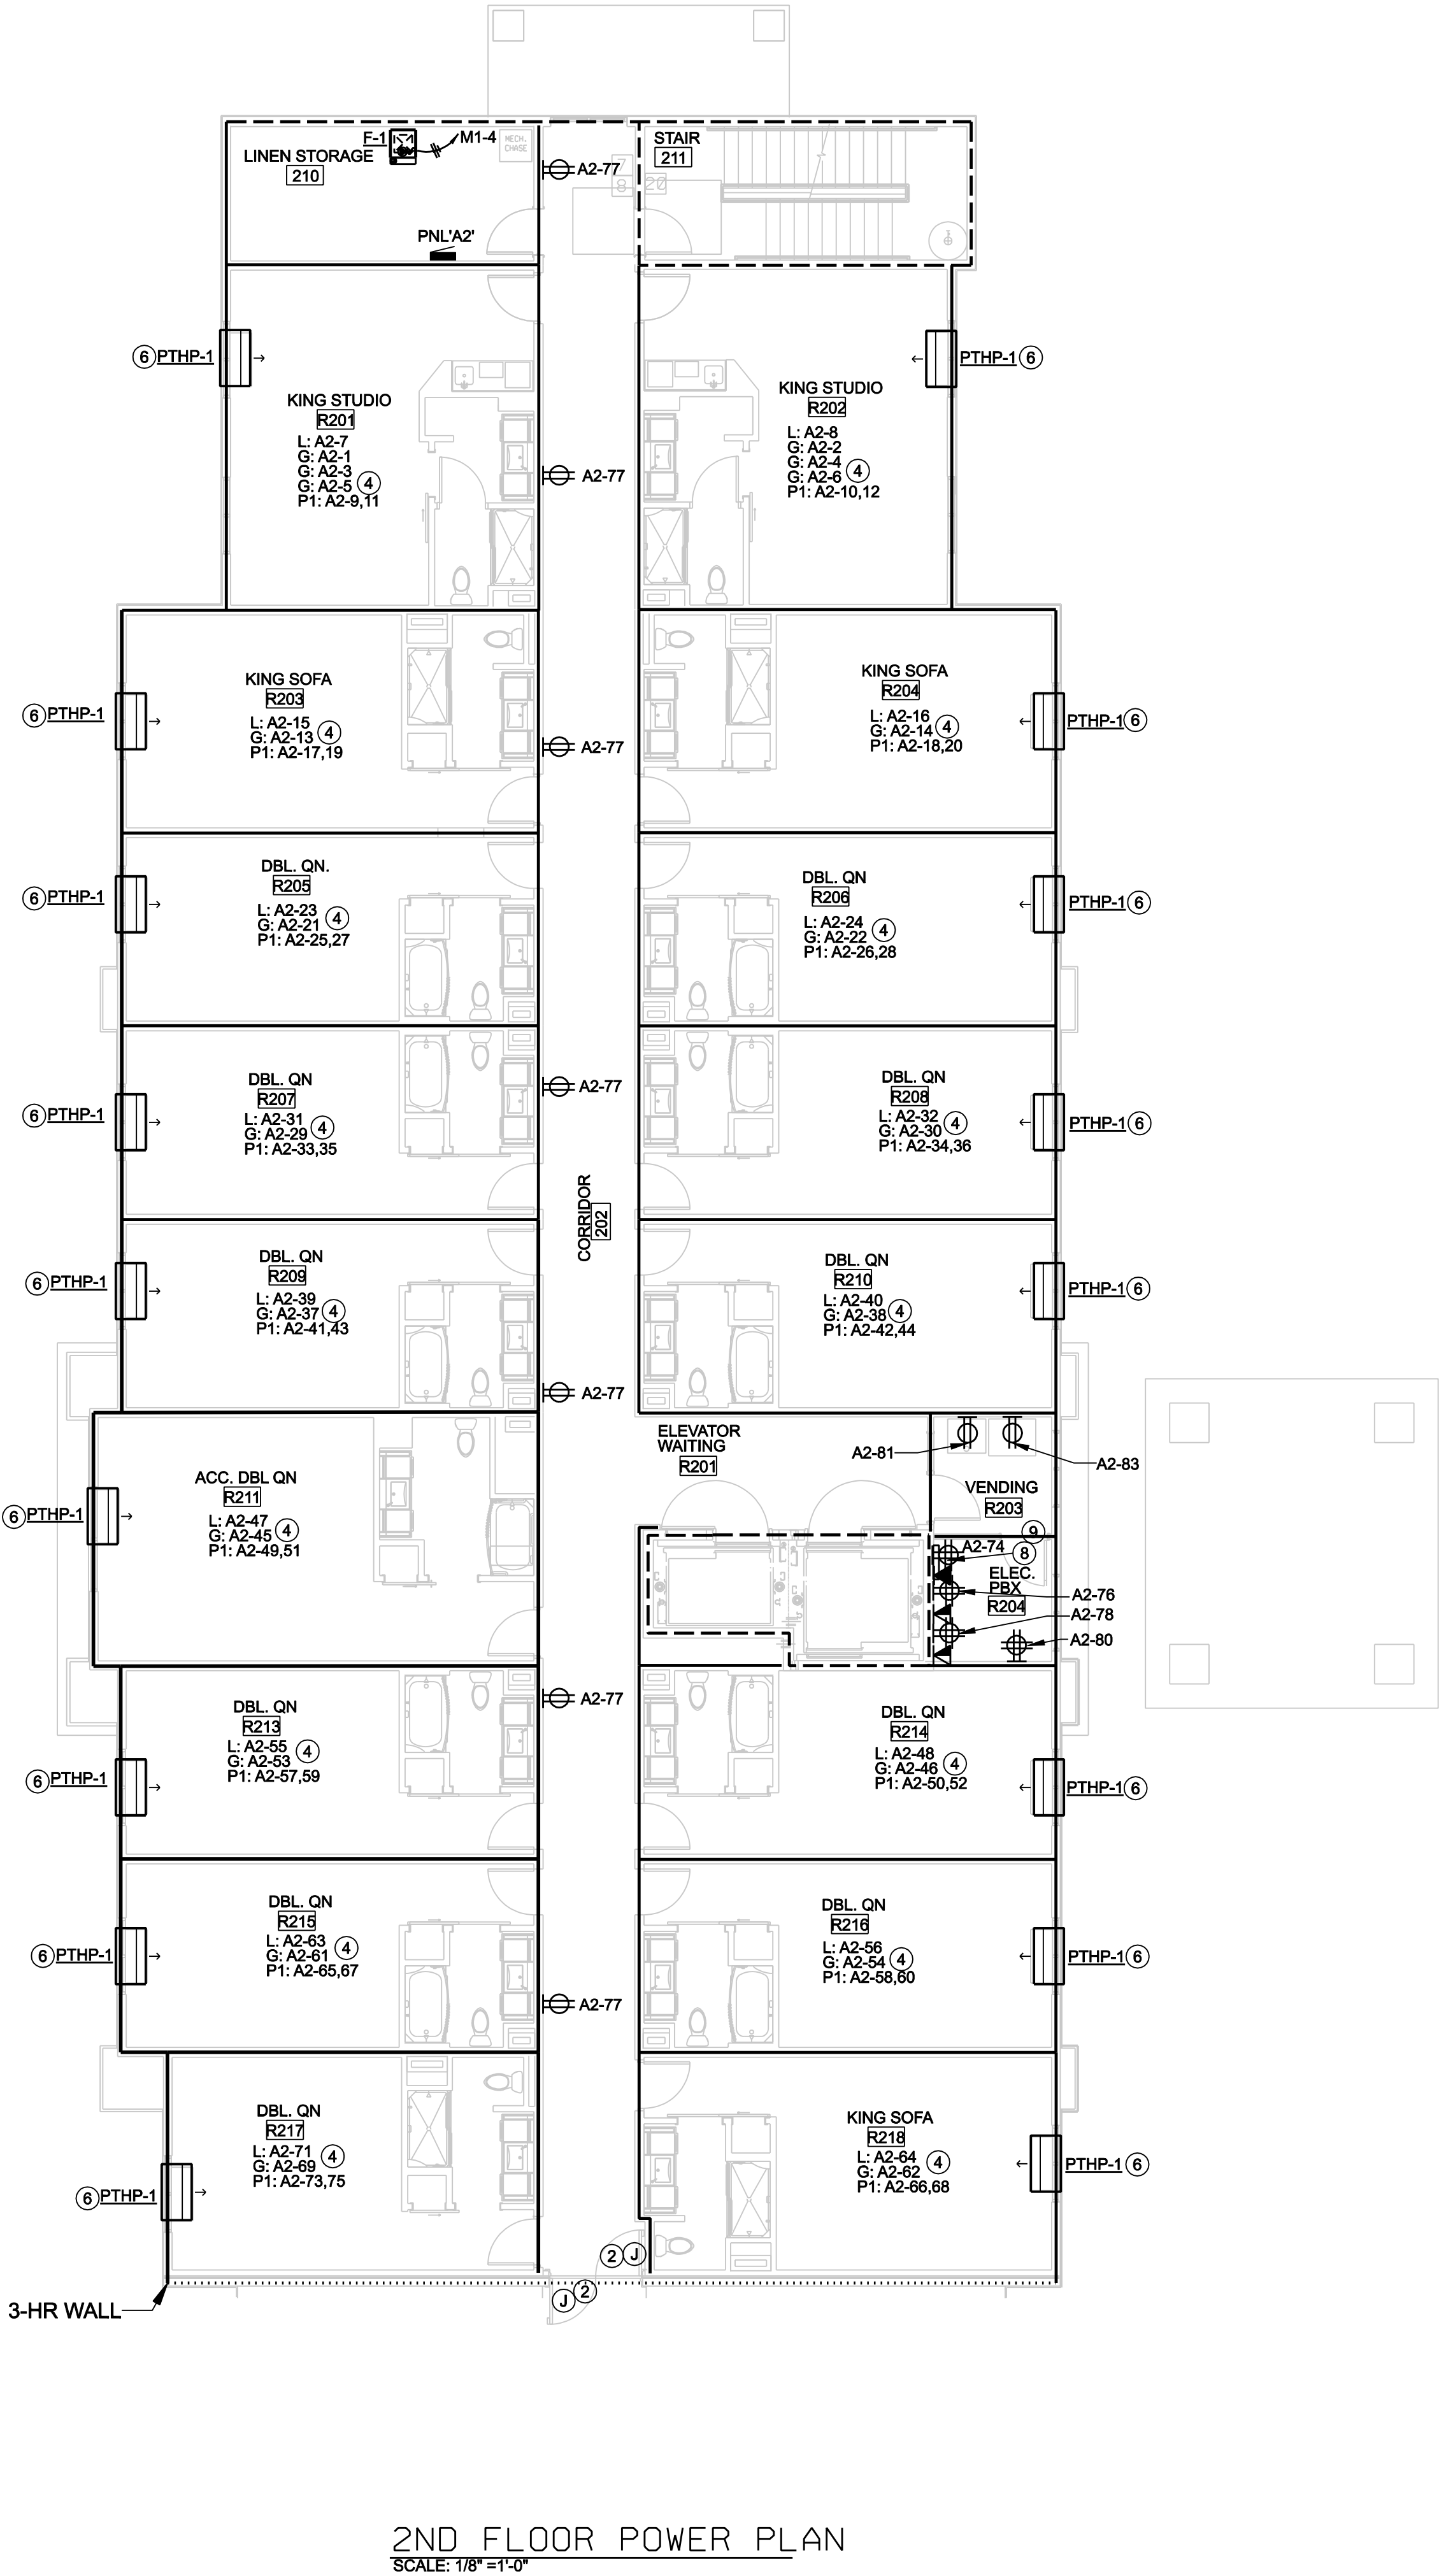 F-1
M1-4
MECH.
CHASE
LINEN STORAGE
210
PNL'A2'
STAIR
211
A2-77
7
8
20
1
6 PTHP-1
KING STUDIO
R201
L: A2-7
G: A2-1
G: A2-3
G: A2-5 4
P1: A2-9,11
A2-77
KING STUDIO
R202
L: A2-8
G: A2-2
G: A2-4
G: A2-6 4
P1: A2-10,12
PTHP-1 6
6 PTHP-1
KING SOFA
R203
L: A2-15
G: A2-13 4
P1: A2-17,19
A2-77
KING SOFA
R204
L: A2-16
G: A2-14 4
P1: A2-18,20
PTHP-1 6
6 PTHP-1
DBL. QN.
R205
L: A2-23
G: A2-21 4
P1: A2-25,27
DBL. QN
R206
L: A2-24
G: A2-22 4
P1: A2-26,28
PTHP-1 6
6 PTHP-1
DBL. QN
R207
L: A2-31
G: A2-29 4
P1: A2-33,35
A2-77
DBL. QN
R208
L: A2-32
G: A2-30 4
P1: A2-34,36
PTHP-1 6
CORRIDOR
202
6 PTHP-1
DBL. QN
R209
L: A2-39
G: A2-37 4
P1: A2-41,43
A2-77
DBL. QN
R210
L: A2-40
G: A2-38 4
P1: A2-42,44
PTHP-1 6
6 PTHP-1
ACC. DBL QN
R211
L: A2-47
G: A2-45 4
P1: A2-49,51
ELEVATOR
WAITING
R201
A2-81
A2-83
VENDING
R203
9
A2-74
8
ELEC.
PBX
R204
A2-76
A2-78
A2-80
6 PTHP-1
DBL. QN
R213
L: A2-55
G: A2-53 4
P1: A2-57,59
A2-77
DBL. QN
R214
L: A2-48
G: A2-46 4
P1: A2-50,52
PTHP-1 6
6 PTHP-1
DBL. QN
R215
L: A2-63
G: A2-61 4
P1: A2-65,67
A2-77
DBL. QN
R216
L: A2-56
G: A2-54 4
P1: A2-58,60
PTHP-1 6
6 PTHP-1
DBL. QN
R217
L: A2-71
G: A2-69 4
P1: A2-73,75
KING SOFA
R218
L: A2-64
G: A2-62 4
P1: A2-66,68
PTHP-1 6
2 J
J 2
3-HR WALL
2ND FLOOR POWER PLAN
SCALE: 1/8" =1'-0"